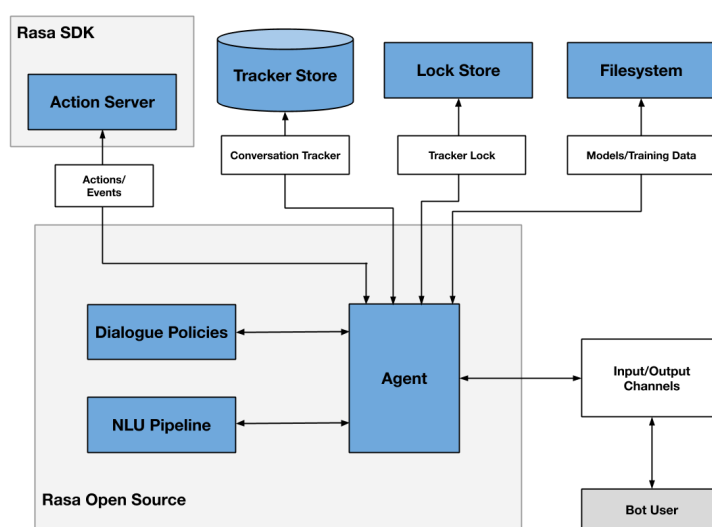 Rasa SDK
Action Server
Tracker Store
Lock Store
Filesystem
Actions/
Events
Conversation Tracker
Tracker Lock
Models/Training Data
Dialogue Policies
NLU Pipeline
Agent
Input/Output
Channels
Rasa Open Source
Bot User